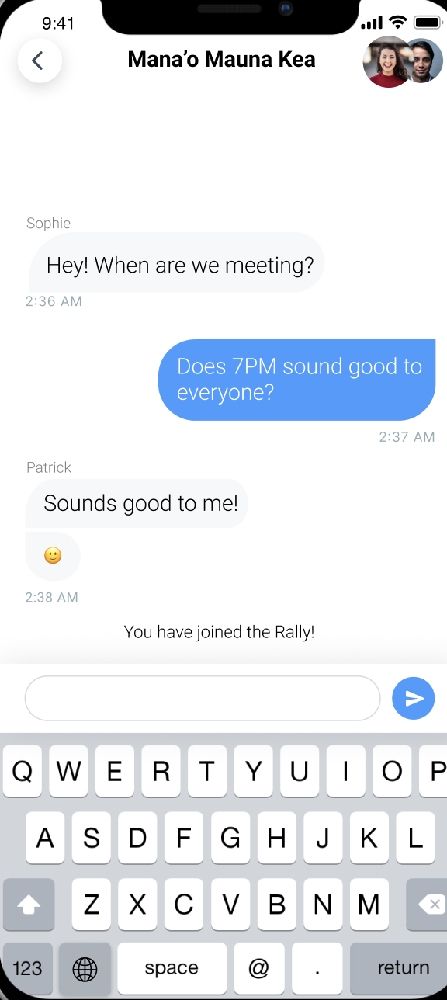 9:41
Mana’o Mauna Kea
Sophie
Hey! When are we meeting?
2:36 AM
Does 7PM sound good to
everyone?
2:37 AM
Patrick
Sounds good to me!
🙂
2:38 AM
You have joined the Rally!
Q W E R T Y U I O P
A S D F G H J K L
Z X C V B N M
123 space @ . return